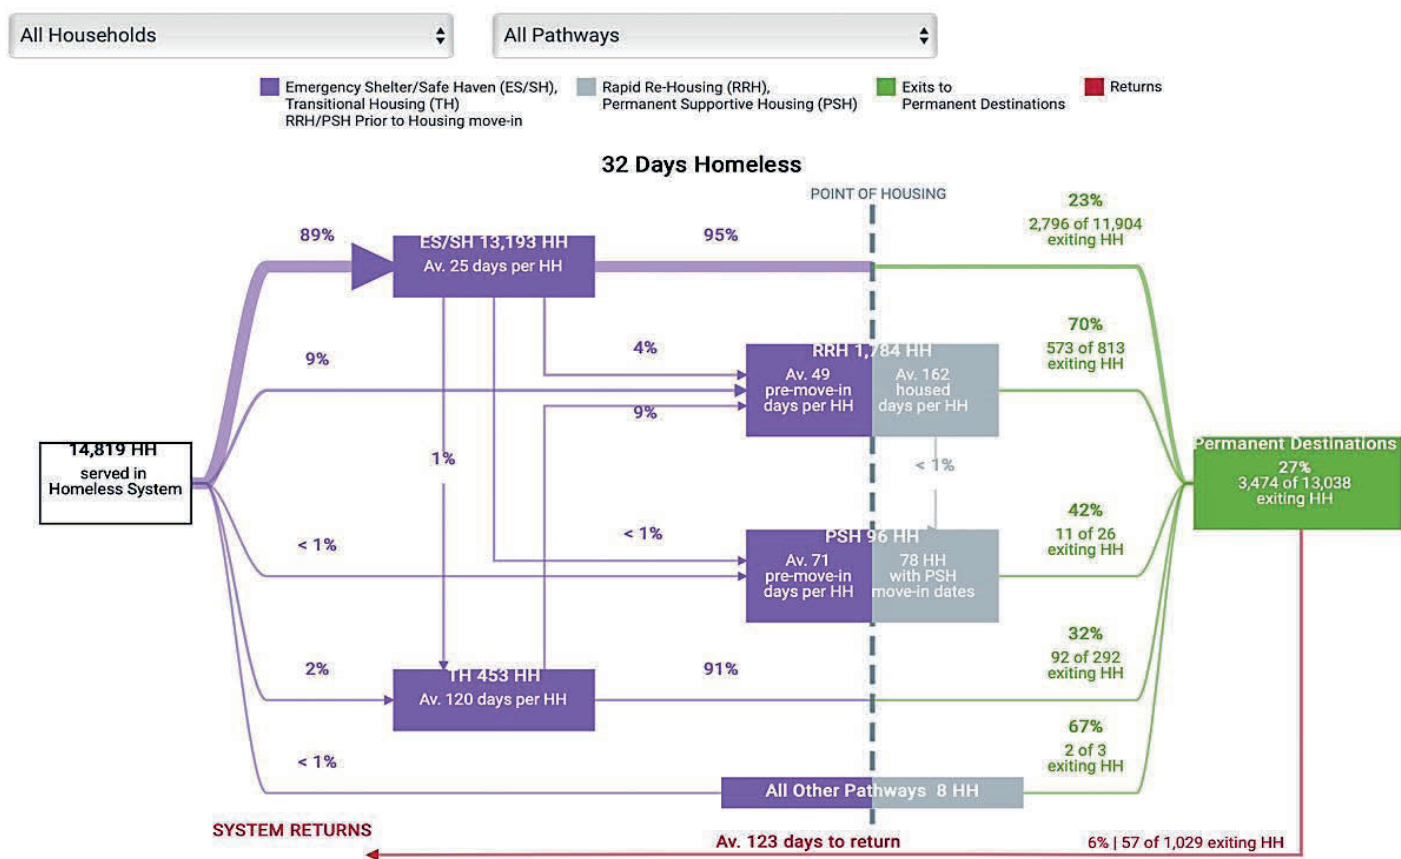 All Households
All Pathways
Emergency Shelter/Safe Haven (ES/SH),
Transitional Housing (TH)
RRH/PSH Prior to Housing move-in
Rapid Re-Housing (RRH),
Permanent Supportive Housing (PSH)
Exits to
Permanent Destinations
Returns
32 Days Homeless
POINT OF HOUSING
89%
ES/SH 13,193 HH
Av. 25 days per HH
95%
23%
2,796 of 11,904
exiting HH
9%
4%
RRH 1,784 HH
Av. 49
pre-move-in
days per HH
Av. 162
housed
days per HH
70%
573 of 813
exiting HH
9%
14,819 HH
served in
Homeless System
1%
< 1%
Permanent Destinations
27%
3,474 of 13,038
exiting HH
< 1%
< 1%
PSH 96 HH
Av. 71
pre-move-in
days per HH
78 HH
with PSH
move-in dates
42%
11 of 26
exiting HH
2%
TH 453 HH
Av. 120 days per HH
91%
32%
92 of 292
exiting HH
< 1%
All Other Pathways 8 HH
67%
2 of 3
exiting HH
SYSTEM RETURNS
Av. 123 days to return
6% | 57 of 1,029 exiting HH